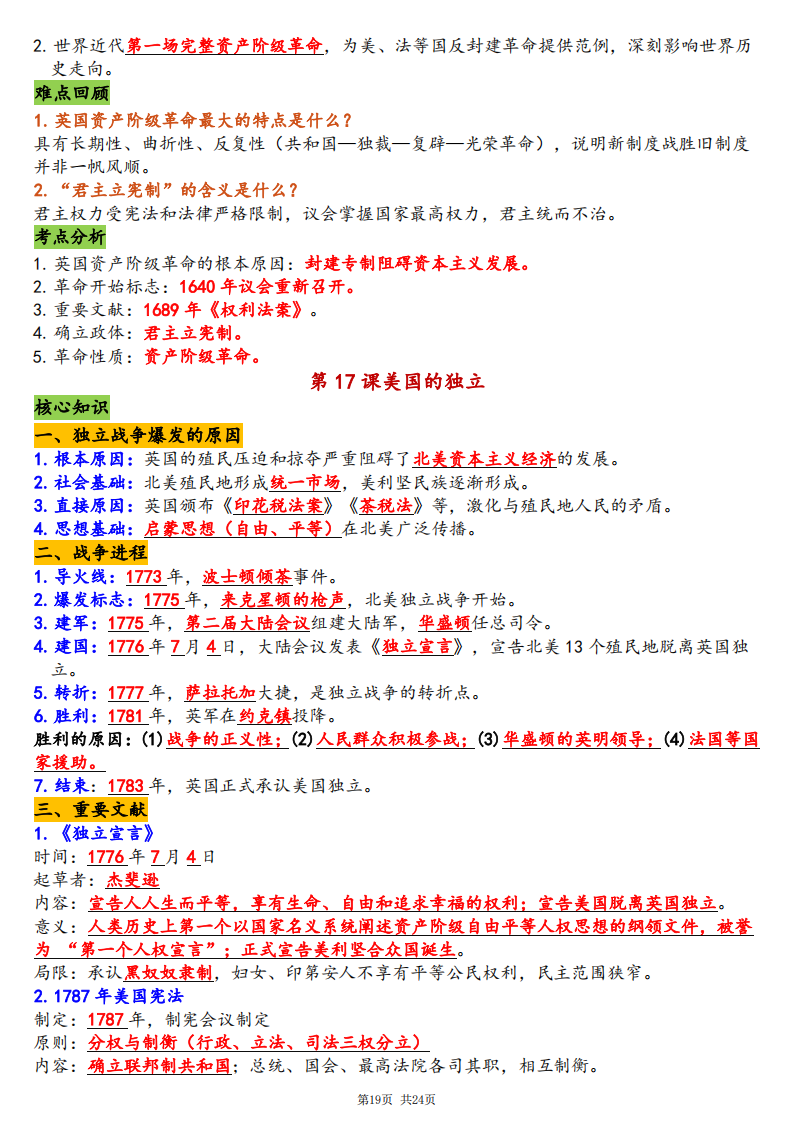 2. 世界近代第一场完整资产阶级革命，为美、法等国反封建革命提供范例，深刻影响世界历
史走向。
难点回顾
1. 英国资产阶级革命最大的特点是什么？
具有长期性、曲折性、反复性（共和国—独裁—复辟—光荣革命），说明新制度战胜旧制度
并非一帆风顺。
2. “君主立宪制”的含义是什么？
君主权力受宪法和法律严格限制，议会掌握国家最高权力，君主统而不治。
考点分析
1. 英国资产阶级革命的根本原因：封建专制阻碍资本主义发展。
2. 革命开始标志：1640 年议会重新召开。
3. 重要文献：1689 年《权利法案》。
4. 确立政体：君主立宪制。
5. 革命性质：资产阶级革命。
第 17 课美国的独立
核心知识
一、独立战争爆发的原因
1. 根本原因：英国的殖民压迫和掠夺严重阻碍了北美资本主义经济的发展。
2. 社会基础：北美殖民地形成统一市场，美利坚民族逐渐形成。
3. 直接原因：英国颁布《印花税法案》《茶税法》等，激化与殖民地人民的矛盾。
4. 思想基础：启蒙思想（自由、平等）在北美广泛传播。
二、战争进程
1. 导火线：1773 年，波士顿倾茶事件。
2. 爆发标志：1775 年，来克星顿的枪声，北美独立战争开始。
3. 建军：1775 年，第二届大陆会议组建大陆军，华盛顿任总司令。
4. 建国：1776 年 7 月 4 日，大陆会议发表《独立宣言》，宣告北美 13 个殖民地脱离英国独
立。
5. 转折：1777 年，萨拉托加大捷，是独立战争的转折点。
6. 胜利：1781 年，英军在约克镇投降。
胜利的原因：(1)战争的正义性；(2)人民群众积极参战；(3)华盛顿的英明领导；(4)法国等国
家援助。
7. 结束：1783 年，英国正式承认美国独立。
三、重要文献
1. 《独立宣言》
时间：1776 年 7 月 4 日
起草者：杰斐逊
内容：宣告人人生而平等，享有生命、自由和追求幸福的权利；宣告美国脱离英国独立。
意义：人类历史上第一个以国家名义系统阐述资产阶级自由平等人权思想的纲领文件，被誉
为 “第一个人权宣言”；正式宣告美利坚合众国诞生。
局限：承认黑奴奴隶制，妇女、印第安人不享有平等公民权利，民主范围狭窄。
2. 1787 年美国宪法
制定：1787 年，制宪会议制定
原则：分权与制衡（行政、立法、司法三权分立）
内容：确立联邦制共和国；总统、国会、最高法院各司其职，相互制衡。
第19页 共24页